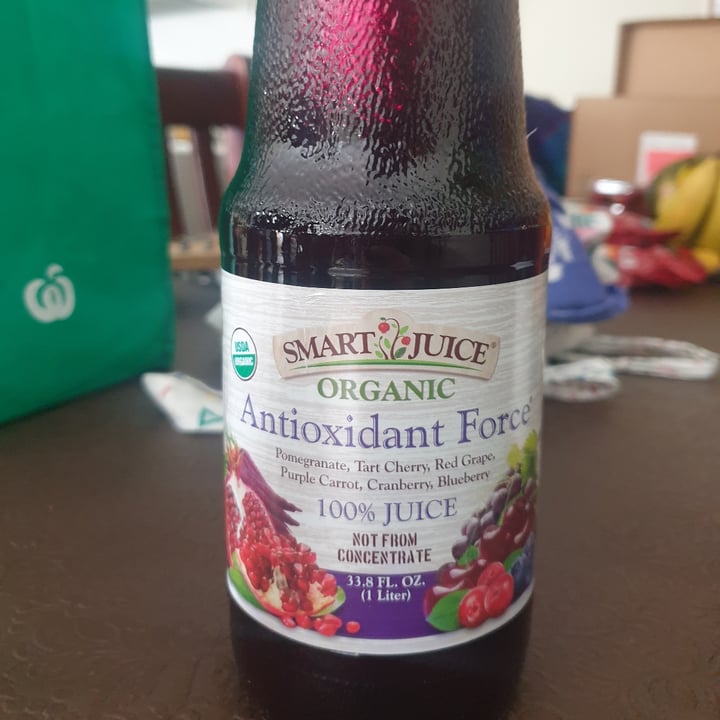 USDA
ORGANIC
SMART JUICE®
ORGANIC
Antioxidant Force®
Pomegranate, Tart Cherry, Red Grape,
Purple Carrot, Cranberry, Blueberry
100% JUICE
NOT FROM
CONCENTRATE
33.8 FL. OZ.
(1 Liter)